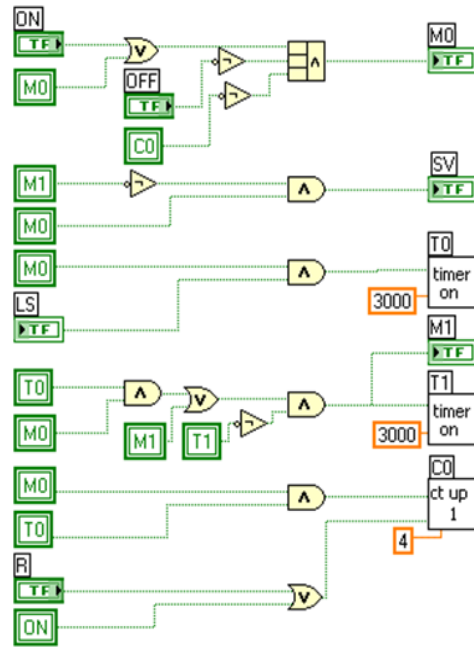 ON
TF
M0
V
OFF
TF
C0
¬
¬
Λ
M0
TF
M1
¬
M0
Λ
SV
TF
M0
LS
TF
Λ
T0
timer
on
3000
M1
TF
T0
M0
Λ
V
M1
T1
¬
Λ
T1
timer
on
3000
M0
T0
Λ
C0
ct up
1
4
R
TF
ON
V